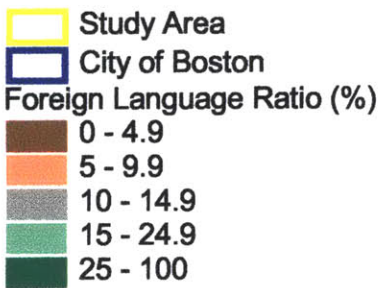 Study Area
City of Boston
Foreign Language Ratio (%)
0 - 4.9
5 - 9.9
10 - 14.9
15 - 24.9
25 - 100